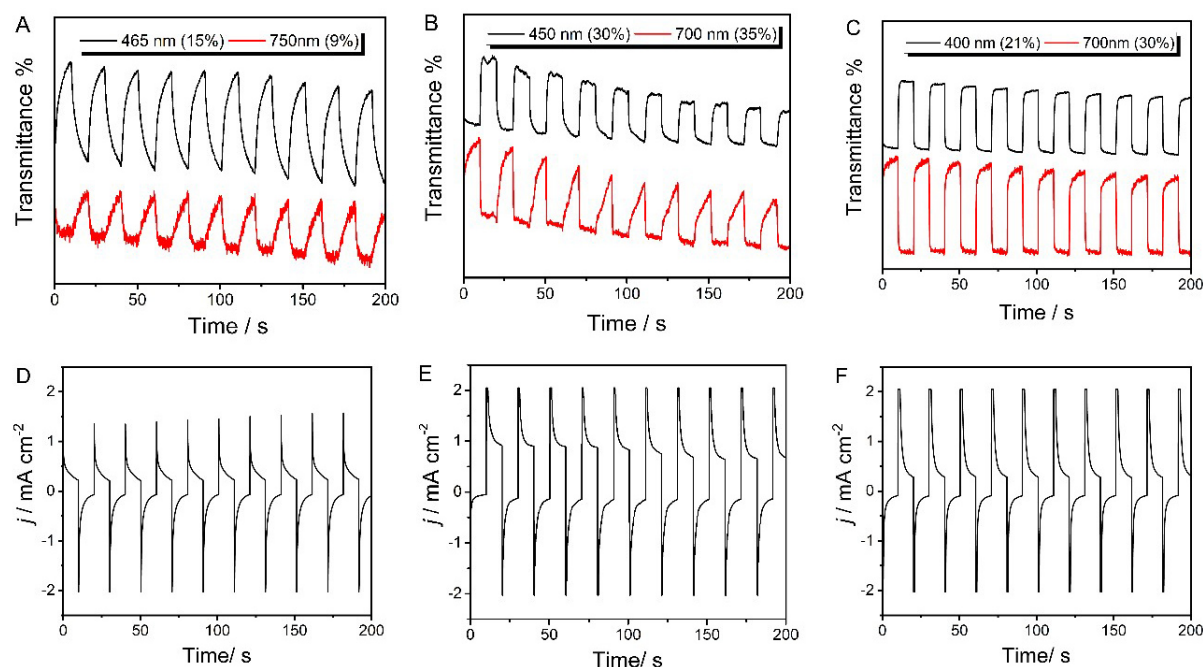 A
465 nm (15%) 750nm (9%)
Transmittance %
0 50 100 150 200
Time / s
B
450 nm (30%) 700 nm (35%)
Transmittance %
0 50 100 150 200
Time / s
C
400 nm (21%) 700nm (30%)
Transmittance %
0 50 100 150 200
Time / s
D
2
1
0
-1
-2
j / mA cm⁻²
0 50 100 150 200
Time/ s
E
2
1
0
-1
-2
j / mA cm⁻²
0 50 100 150 200
Time/ s
F
2
1
0
-1
-2
j / mA cm⁻²
0 50 100 150 200
Time/ s